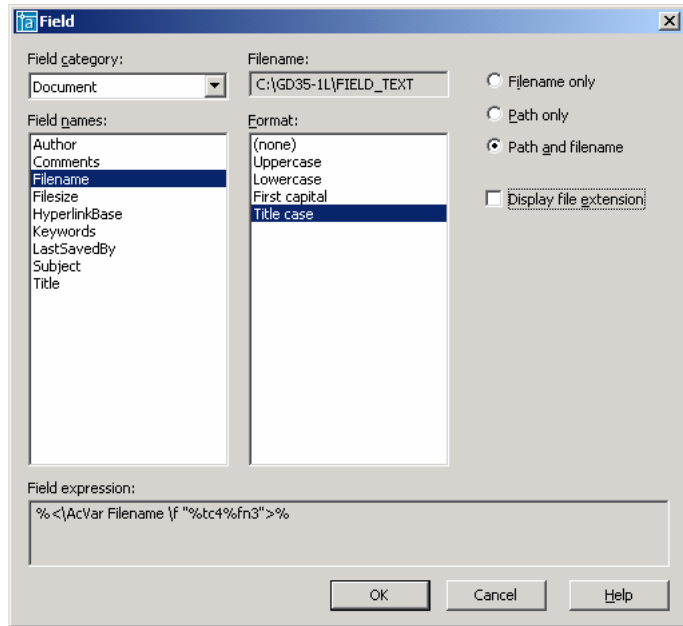 Field
Field category:
Document
Field names:
Author
Comments
Filename
Filesize
HyperlinkBase
Keywords
LastSavedBy
Subject
Title
Filename:
C:\GD35-1L\FIELD_TEXT
Format:
(none)
Uppercase
Lowercase
First capital
Title case
Filename only
Path only
Path and filename
Display file extension
Field expression:
%<\AcVar Filename \f "%tc4%fn3">%
OK
Cancel
Help